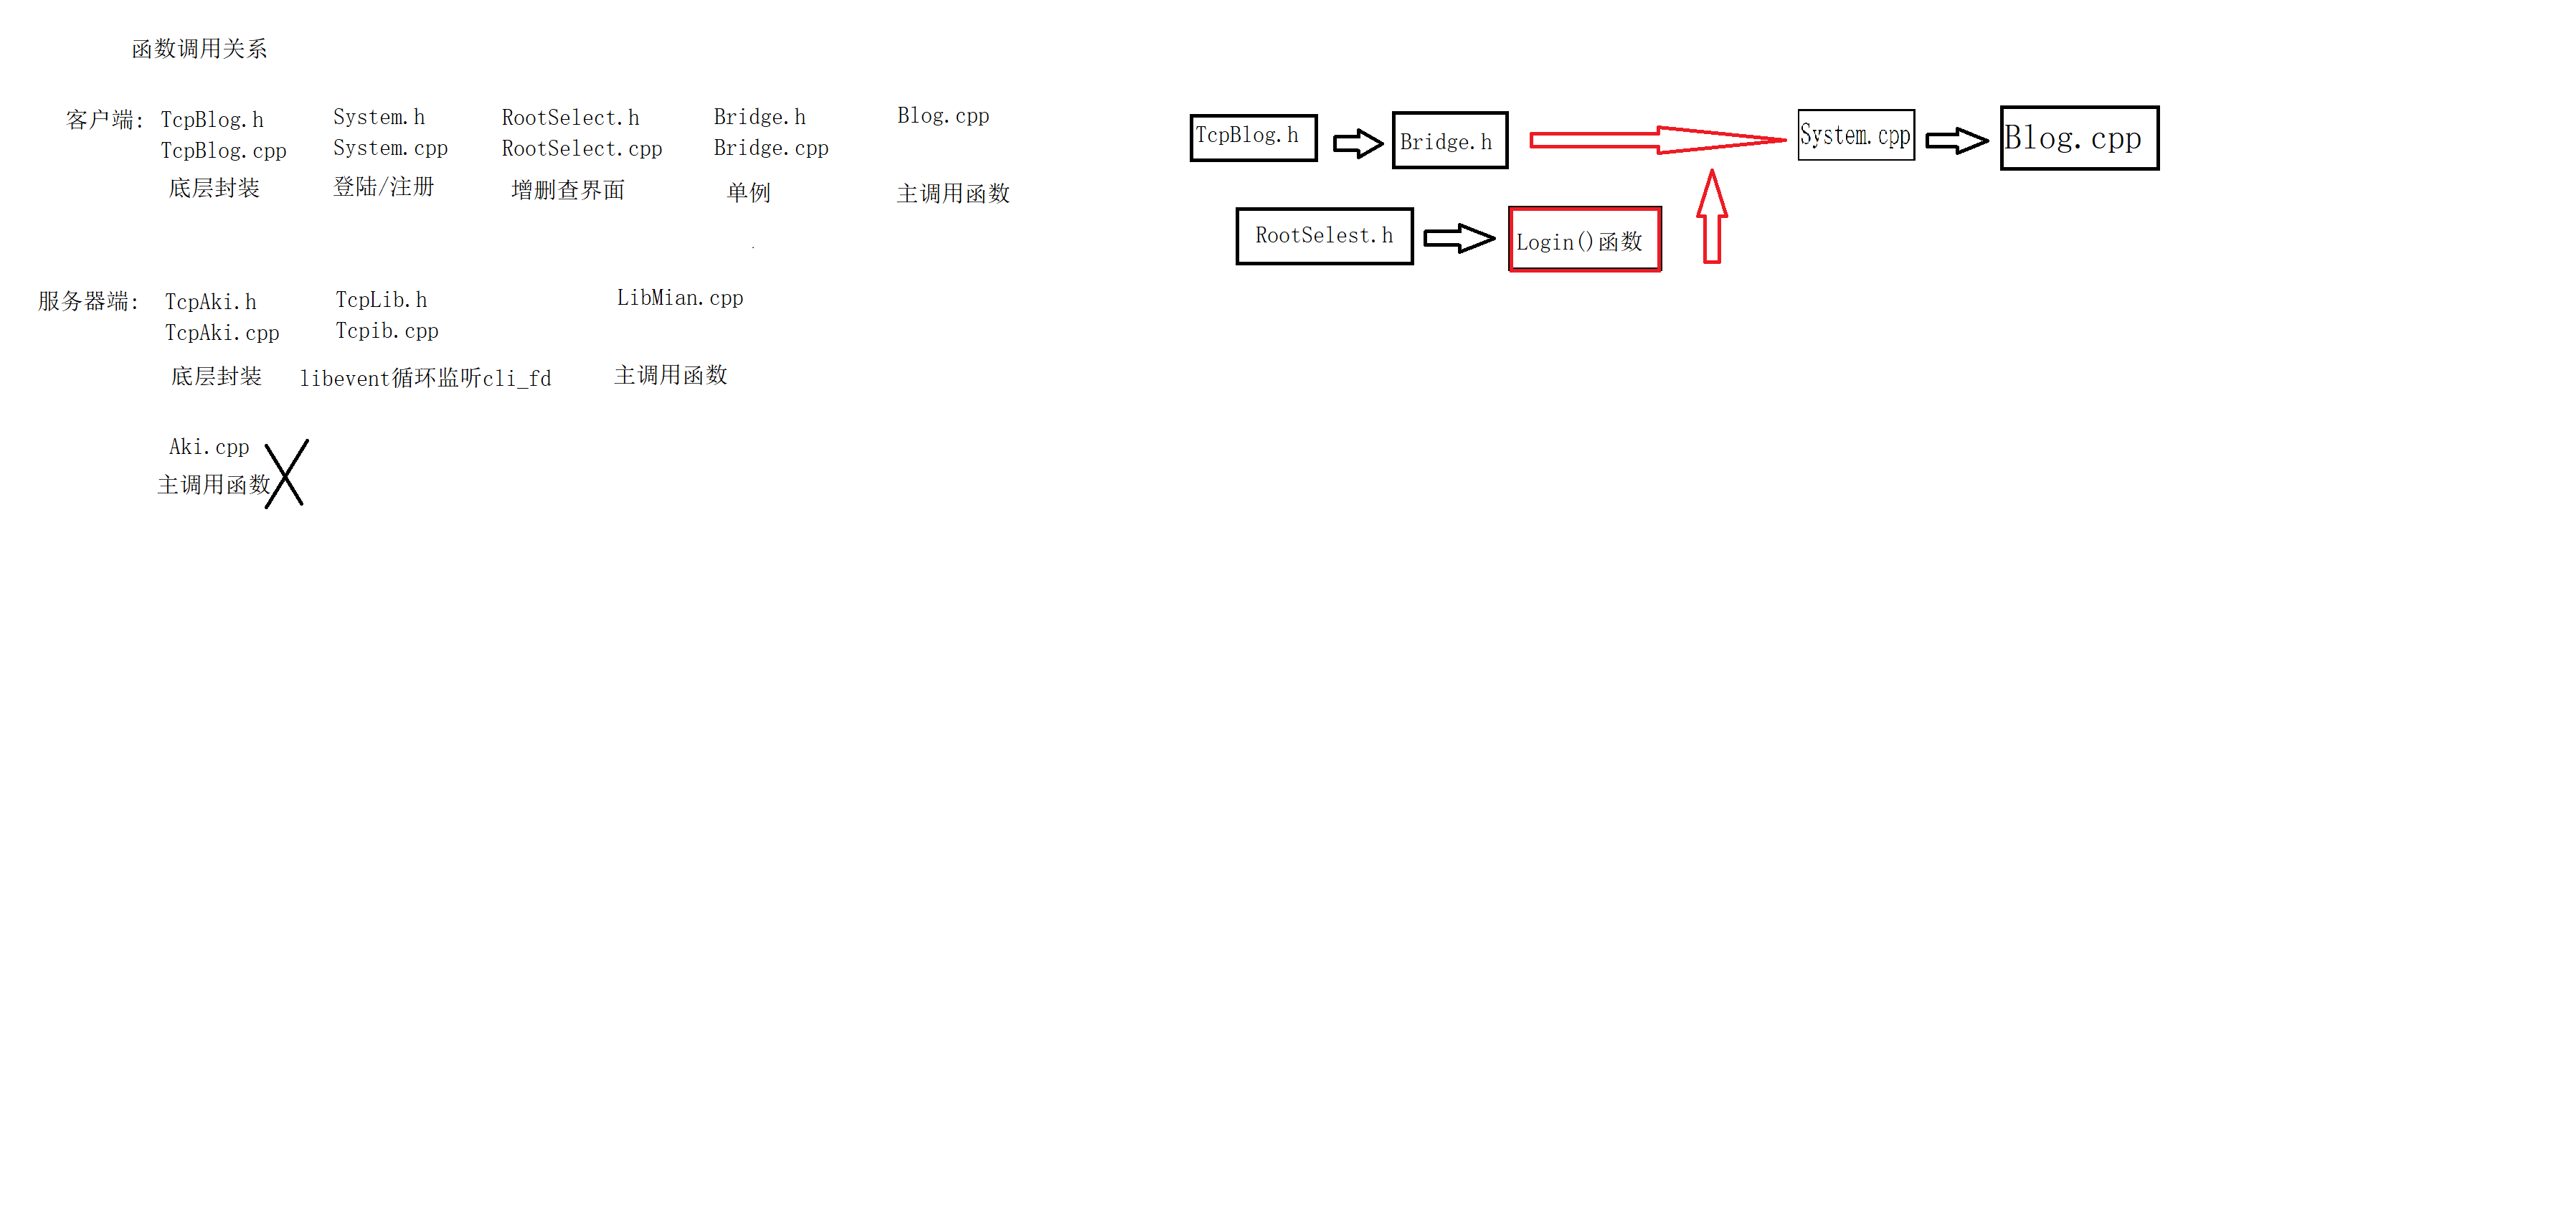 函数调用关系
客户端: TcpBlog.h System.h RootSelect.h Bridge.h Blog.cpp
TcpBlog.cpp System.cpp RootSelect.cpp Bridge.cpp
底层封装 登陆/注册 增删查界面 单例 主调用函数
TcpBlog.h Bridge.h System.cpp Blog.cpp
RootSelest.h Login()函数
服务器端: TcpAki.h TcpLib.h LibMian.cpp
TcpAki.cpp Tcpib.cpp
底层封装 libevent循环监听cli_fd 主调用函数
Aki.cpp
主调用函数